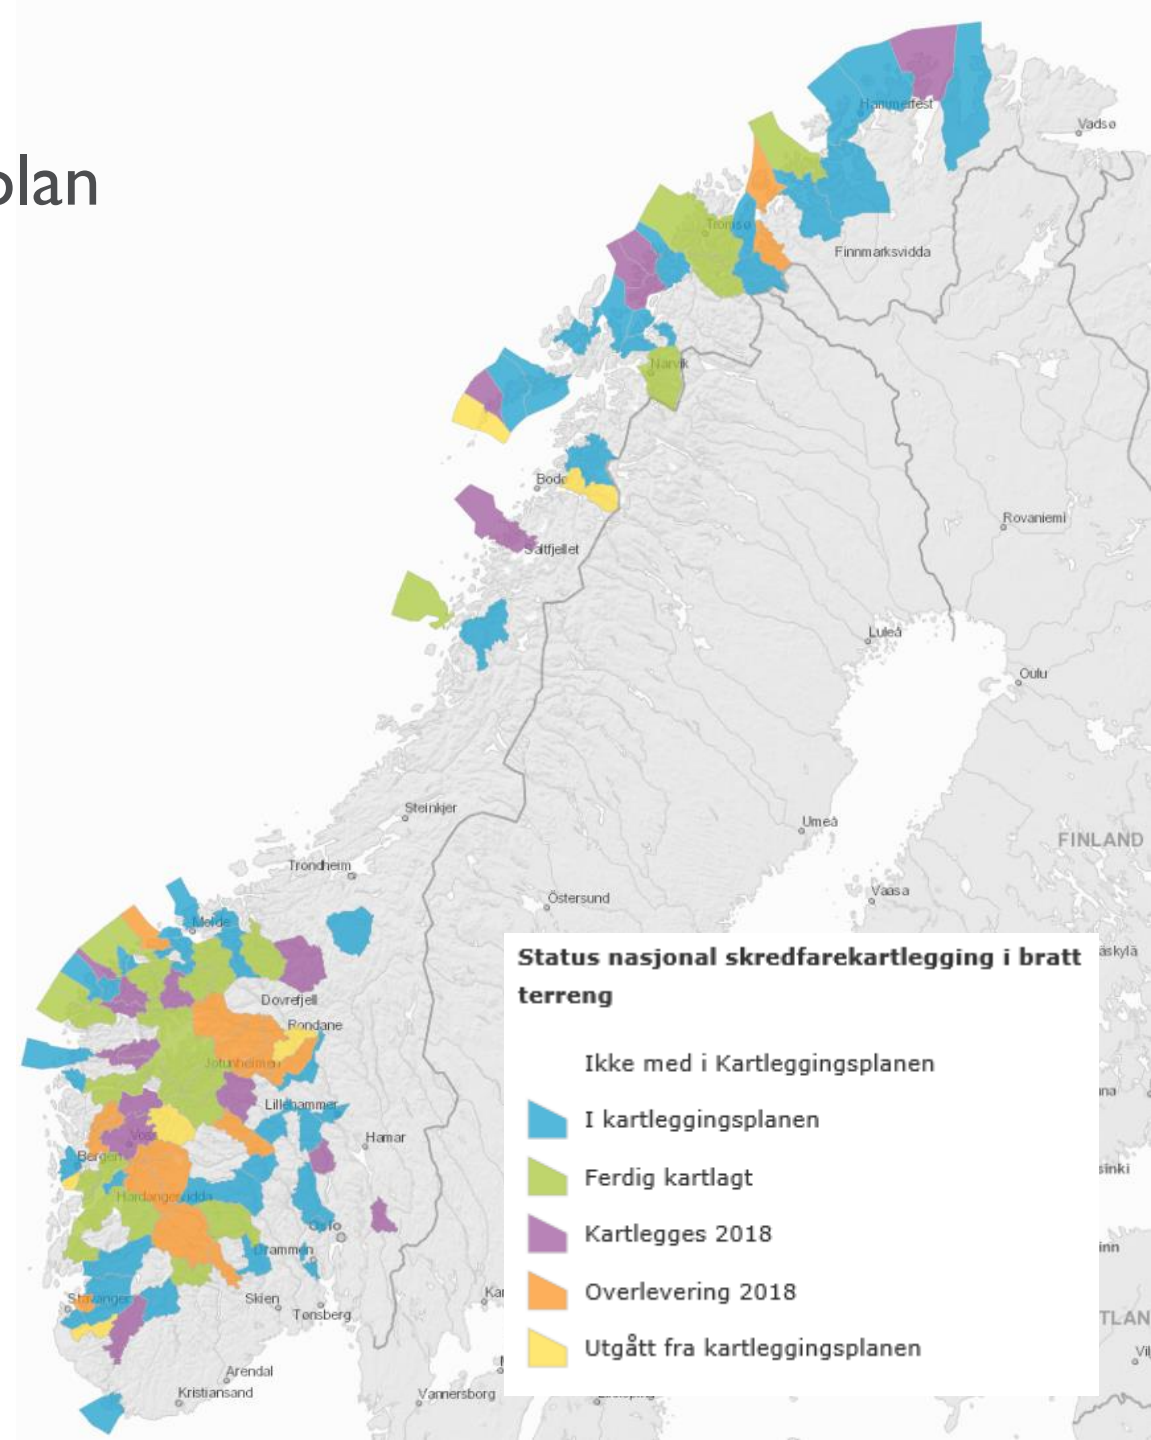 plan
Hammerfest
Vadsø
Tromsø
Finnmarksvidda
Narvik
Bodø
Rovaniemi
Saltfjellet
Luleå
Oulu
Steinkjer
Umeå
FINLAND
Trondheim
Vaasa
Östersund
Molde
Dovrefjell
Rondane
Jotunheimen
Lillehammer
Hamar
Voss
Bergen
Hardangervidda
Oslo
Drammen
Stavanger
Skien
Tønsberg
Arendal
Kristiansand
Vannersborg
Status nasjonal skredfarekartlegging i bratt
terreng
Ikke med i Kartleggingsplanen
I kartleggingsplanen
Ferdig kartlagt
Kartlegges 2018
Overlevering 2018
Utgått fra kartleggingsplanen